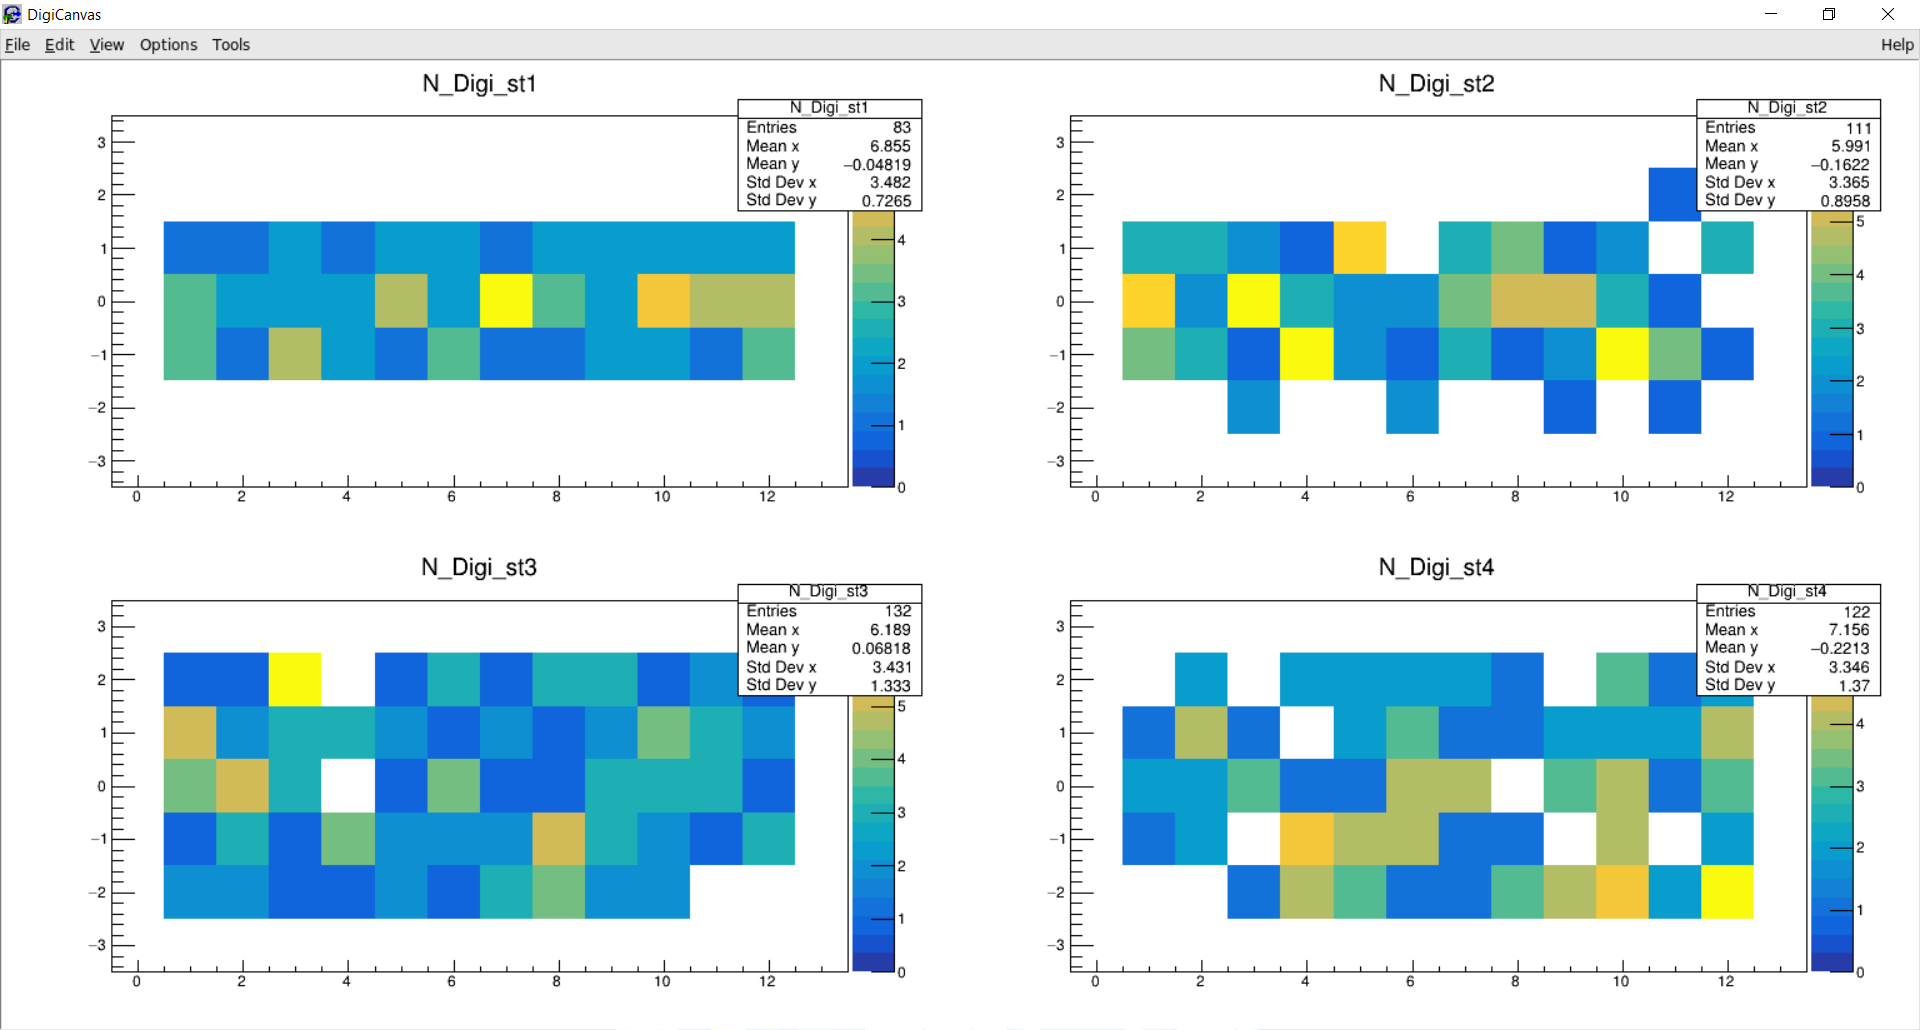 DigiCanvas
File Edit View Options Tools Help
N_Digi_st1
N_Digi_st1
Entries 83
Mean x 6.855
Mean y −0.04819
Std Dev x 3.482
Std Dev y 0.7265
3
2
1
0
−1
−2
−3
0 2 4 6 8 10 12
4
3
2
1
0
N_Digi_st2
N_Digi_st2
Entries 111
Mean x 5.991
Mean y −0.1622
Std Dev x 3.365
Std Dev y 0.8958
3
2
1
0
−1
−2
−3
0 2 4 6 8 10 12
5
4
3
2
1
0
N_Digi_st3
N_Digi_st3
Entries 132
Mean x 6.189
Mean y 0.06818
Std Dev x 3.431
Std Dev y 1.333
3
2
1
0
−1
−2
−3
0 2 4 6 8 10 12
5
4
3
2
1
0
N_Digi_st4
N_Digi_st4
Entries 122
Mean x 7.156
Mean y −0.2213
Std Dev x 3.346
Std Dev y 1.37
3
2
1
0
−1
−2
−3
0 2 4 6 8 10 12
4
3
2
1
0